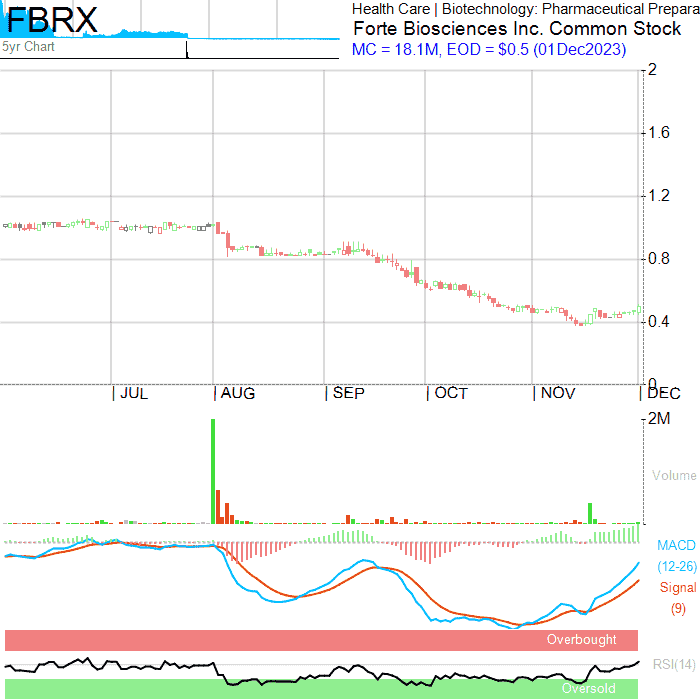 FBRX
5yr Chart
Health Care | Biotechnology: Pharmaceutical Prepara
Forte Biosciences Inc. Common Stock
MC = 18.1M, EOD = $0.5 (01Dec2023)
2
1.6
1.2
0.8
0.4
0
| JUL | AUG | SEP | OCT | NOV | DEC
2M
Volume
MACD
(12-26)
Signal
(9)
Overbought
RSI(14)
Oversold